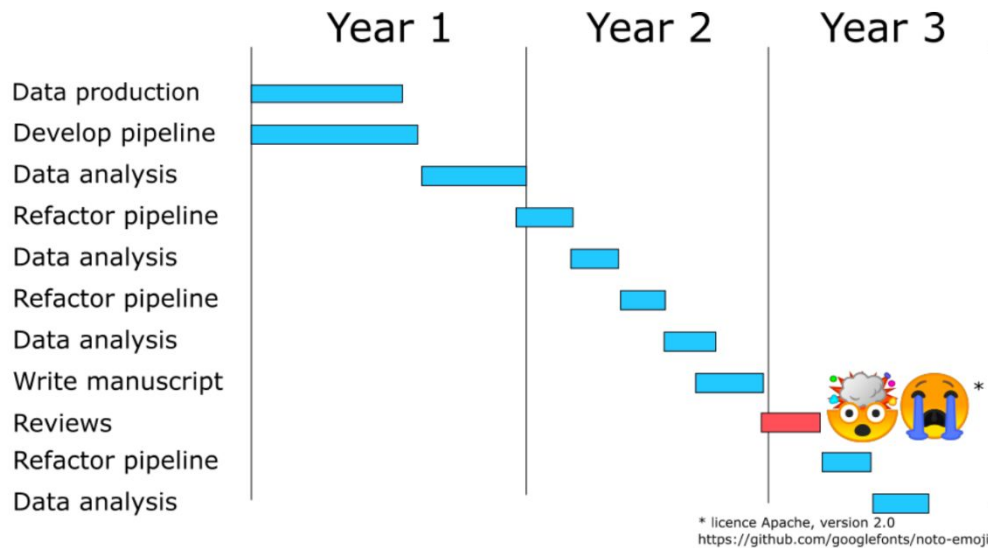 Year 1 Year 2 Year 3
Data production
Develop pipeline
Data analysis
Refactor pipeline
Data analysis
Refactor pipeline
Data analysis
Write manuscript
*
Reviews
Refactor pipeline
Data analysis
* licence Apache, version 2.0
https://github.com/googlefonts/noto-emoji